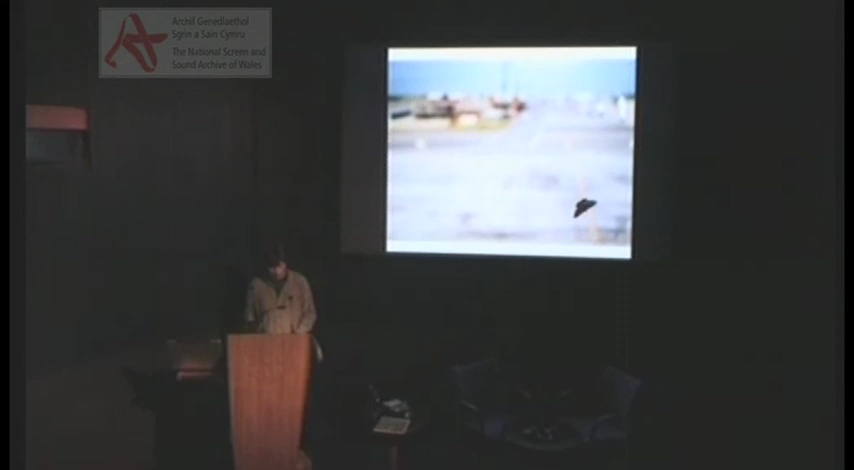 Archif Genedlaethol
Sgrin a Sain Cymru
The National Screen and
Sound Archive of Wales